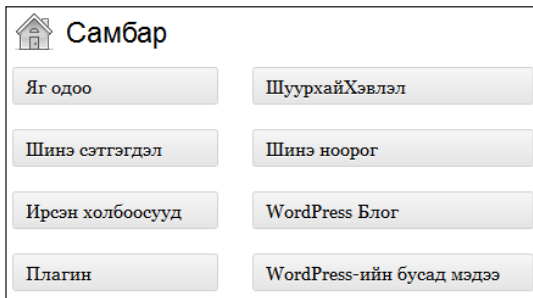 Самбар
Яг одоо
ШуурхайХэвлэл
Шинэ сэтгэгдэл
Шинэ ноорог
Ирсэн холбоосууд
WordPress Блог
Плагин
WordPress-ийн бусад мэдээ